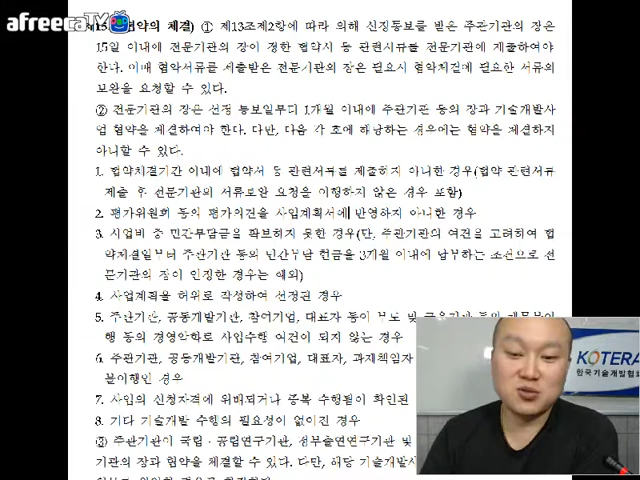 afreecaTV
협약의 체결) ① 제13조제2항에 따라 의해 선정통보를 받은 주관기관의 장은
15일 이내에 전문기관의 장이 정한 협약서 등 관련서류를 전문기관에 제출하여야
한다. 이때 협약서류를 제출받은 전문기관의 장은 필요시 협약체결에 필요한 서류의
보완을 요청할 수 있다.
② 전문기관의 장은 선정 통보일부터 1개월 이내에 주관기관 등의 장과 기술개발사
업 협약을 체결하여야 한다. 다만, 다음 각 호에 해당하는 경우에는 협약을 체결하지
아니할 수 있다.
1. 협약체결기간 이내에 협약서 등 관련서류를 제출하지 아니한 경우(협약 관련서류
제출 후 전문기관의 서류보완 요청을 이행하지 않은 경우 포함)
2. 평가위원회 등의 평가의견을 사업계획서에 반영하지 아니한 경우
3. 사업비 중 민간부담금을 확보하지 못한 경우(단, 주관기관의 여건을 고려하여 협
약체결일부터 주관기관 등의 민간부담 현금을 3개월 이내에 납부하는 조건으로 전
문기관의 장이 인정한 경우는 예외)
4. 사업계획을 허위로 작성하여 선정된 경우
5. 주관기관, 공동개발기관, 참여기업, 대표자 등이 부도 및
행 등의 경영악화로 사업수행 여건이 되지 않는 경우
6. 주관기관, 공동개발기관, 참여기업, 대표자, 과제책임자
불이행인 경우
7. 사업의 신청자격에 위배되거나 중복 수행됨이 확인된
8. 기타 기술개발 수행의 필요성이 없어진 경우
③ 주관기관이 국립·공립연구기관, 정부출연연구기관 및
기관의 장과 협약을 체결할 수 있다. 다만, 해당 기술개발사
KOTERA
한국기술개발협회